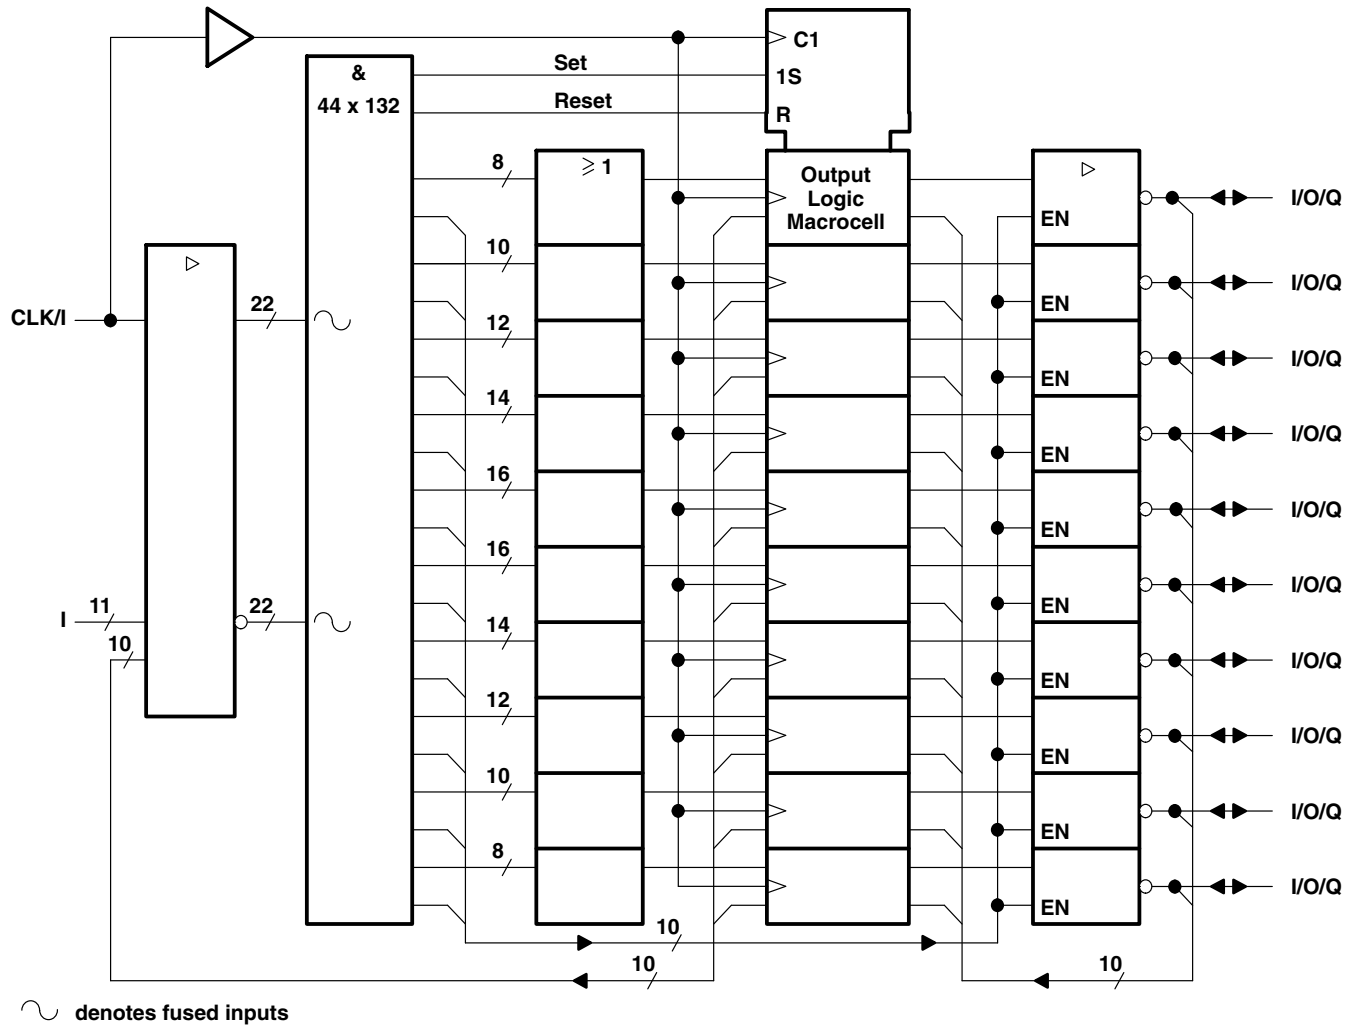 C1
Set
1S
&
44 x 132
Reset
R
8
≥ 1
Output
Logic
Macrocell
I/O/Q
EN
10
I/O/Q
EN
CLK/I
22
12
I/O/Q
EN
14
I/O/Q
EN
16
I/O/Q
EN
16
I/O/Q
EN
I
11
22
14
10
I/O/Q
EN
12
I/O/Q
EN
10
I/O/Q
EN
8
I/O/Q
EN
10
10
10
denotes fused inputs